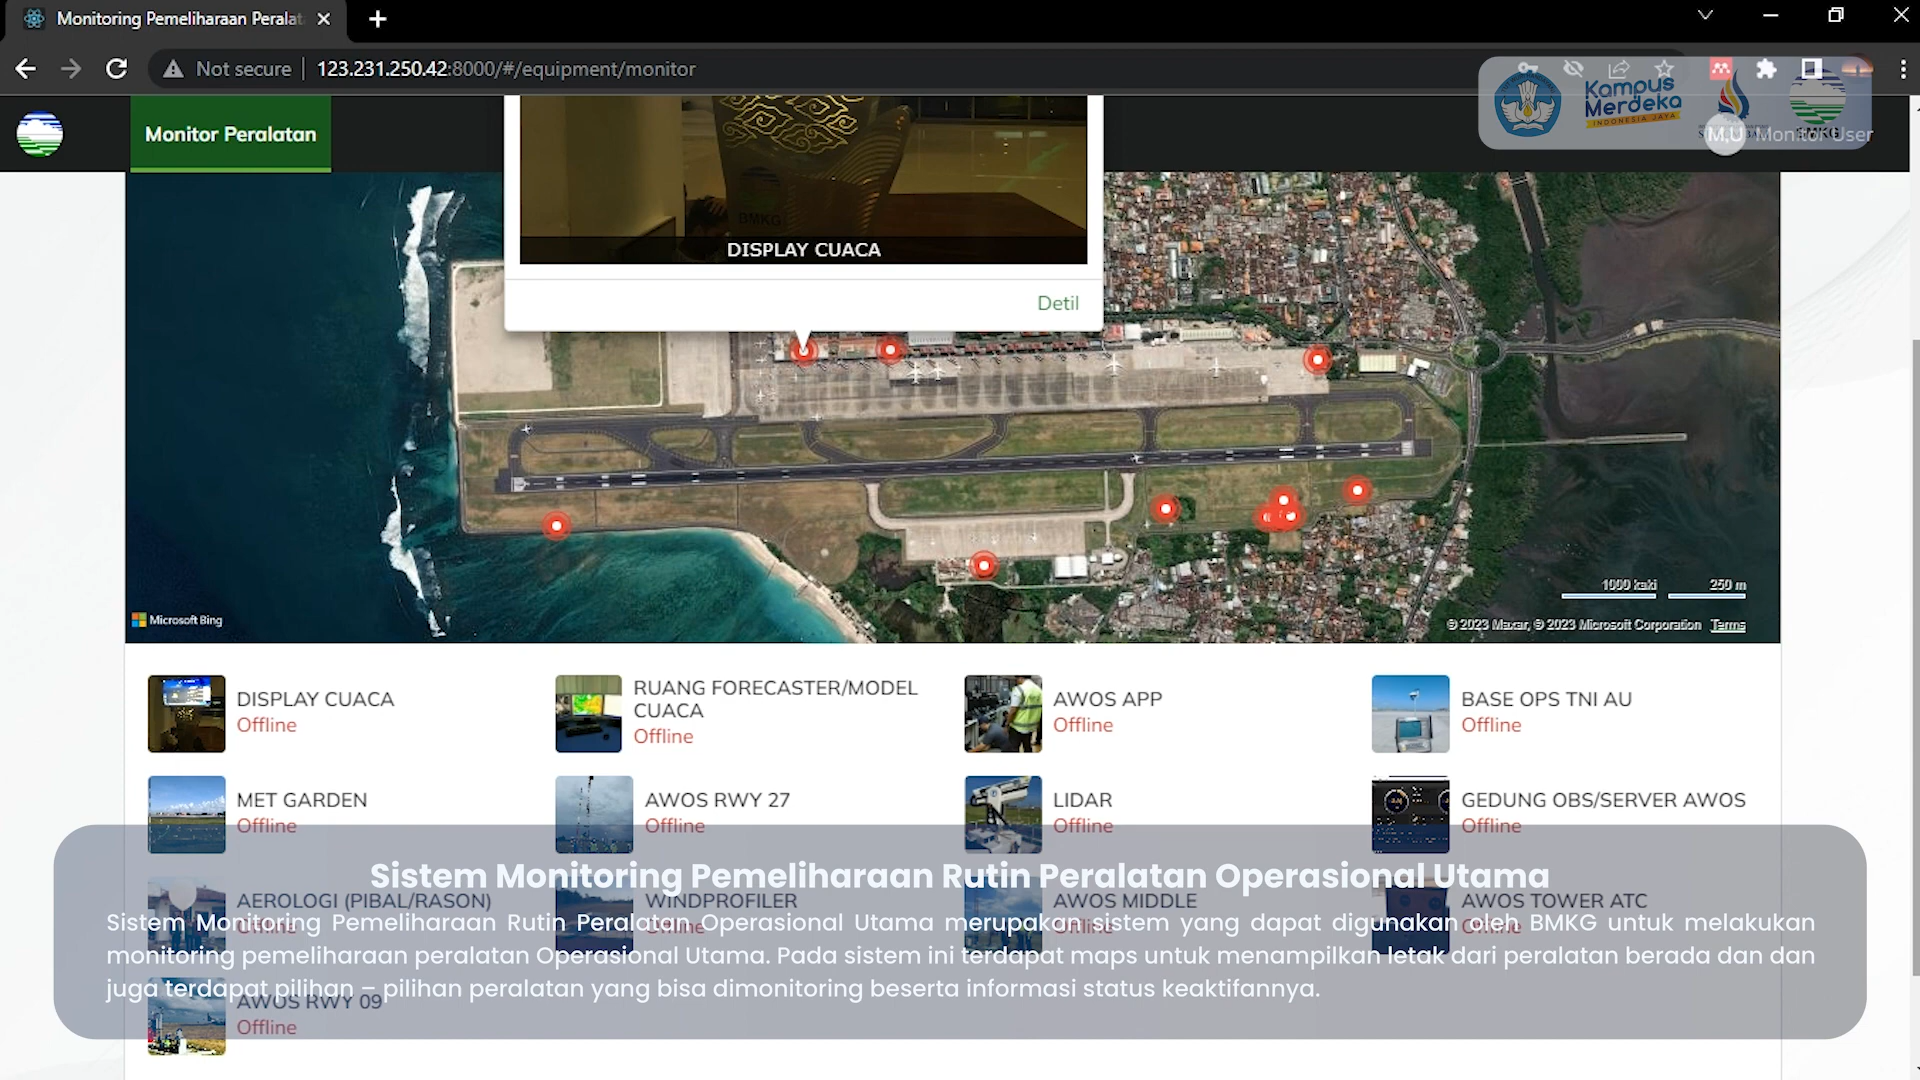 Monitoring Pemeliharaan Peralat
Not secure
123.231.250.42:8000/#/equipment/monitor
Kampus
Merdeka
INDONESIA JAYA
Monitor Peralatan
M,U
Monitor User
BMKG
DISPLAY CUACA
Detil
1000 kaki
250 m
Microsoft Bing
© 2023 Maxar, © 2023 Microsoft Corporation Terms
DISPLAY CUACA
Offline
RUANG FORECASTER/MODEL
CUACA
Offline
AWOS APP
Offline
BASE OPS TNI AU
Offline
MET GARDEN
Offline
AWOS RWY 27
Offline
LIDAR
Offline
GEDUNG OBS/SERVER AWOS
Offline
AEROLOGI (PIBAL/RASON)
Offline
WINDPROFILER
Offline
AWOS MIDDLE
Offline
AWOS TOWER ATC
Offline
AWOS RWY 09
Offline
Sistem Monitoring Pemeliharaan Rutin Peralatan Operasional Utama
Sistem Monitoring Pemeliharaan Rutin Peralatan Operasional Utama merupakan sistem yang dapat digunakan oleh BMKG untuk melakukan
monitoring pemeliharaan peralatan Operasional Utama. Pada sistem ini terdapat maps untuk menampilkan letak dari peralatan berada dan dan
juga terdapat pilihan – pilihan peralatan yang bisa dimonitoring beserta informasi status keaktifannya.